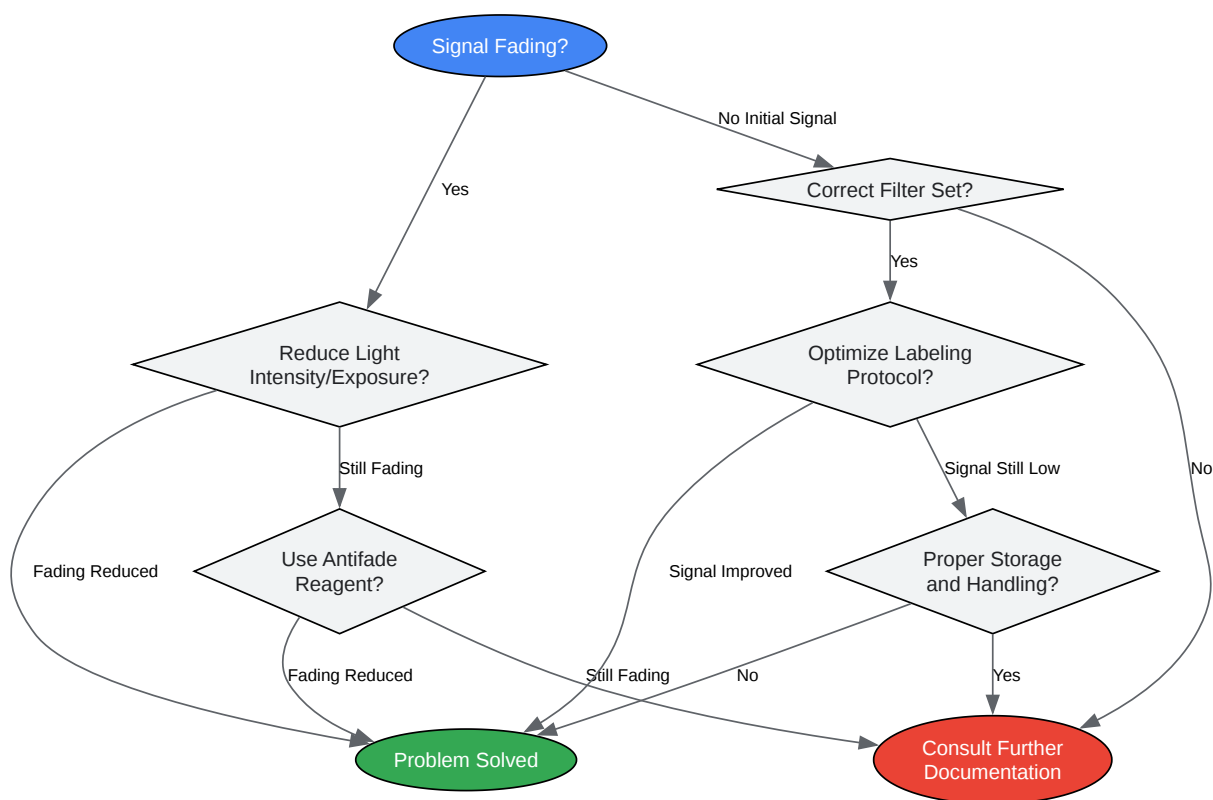 Signal Fading?
No Initial Signal
Yes
Correct Filter Set?
Yes
Reduce Light
Intensity/Exposure?
Optimize Labeling
Protocol?
Still Fading
Signal Still Low
No
Use Antifade
Reagent?
Proper Storage
and Handling?
Fading Reduced
Signal Improved
Fading Reduced
Still Fading
No
Yes
Problem Solved
Consult Further
Documentation